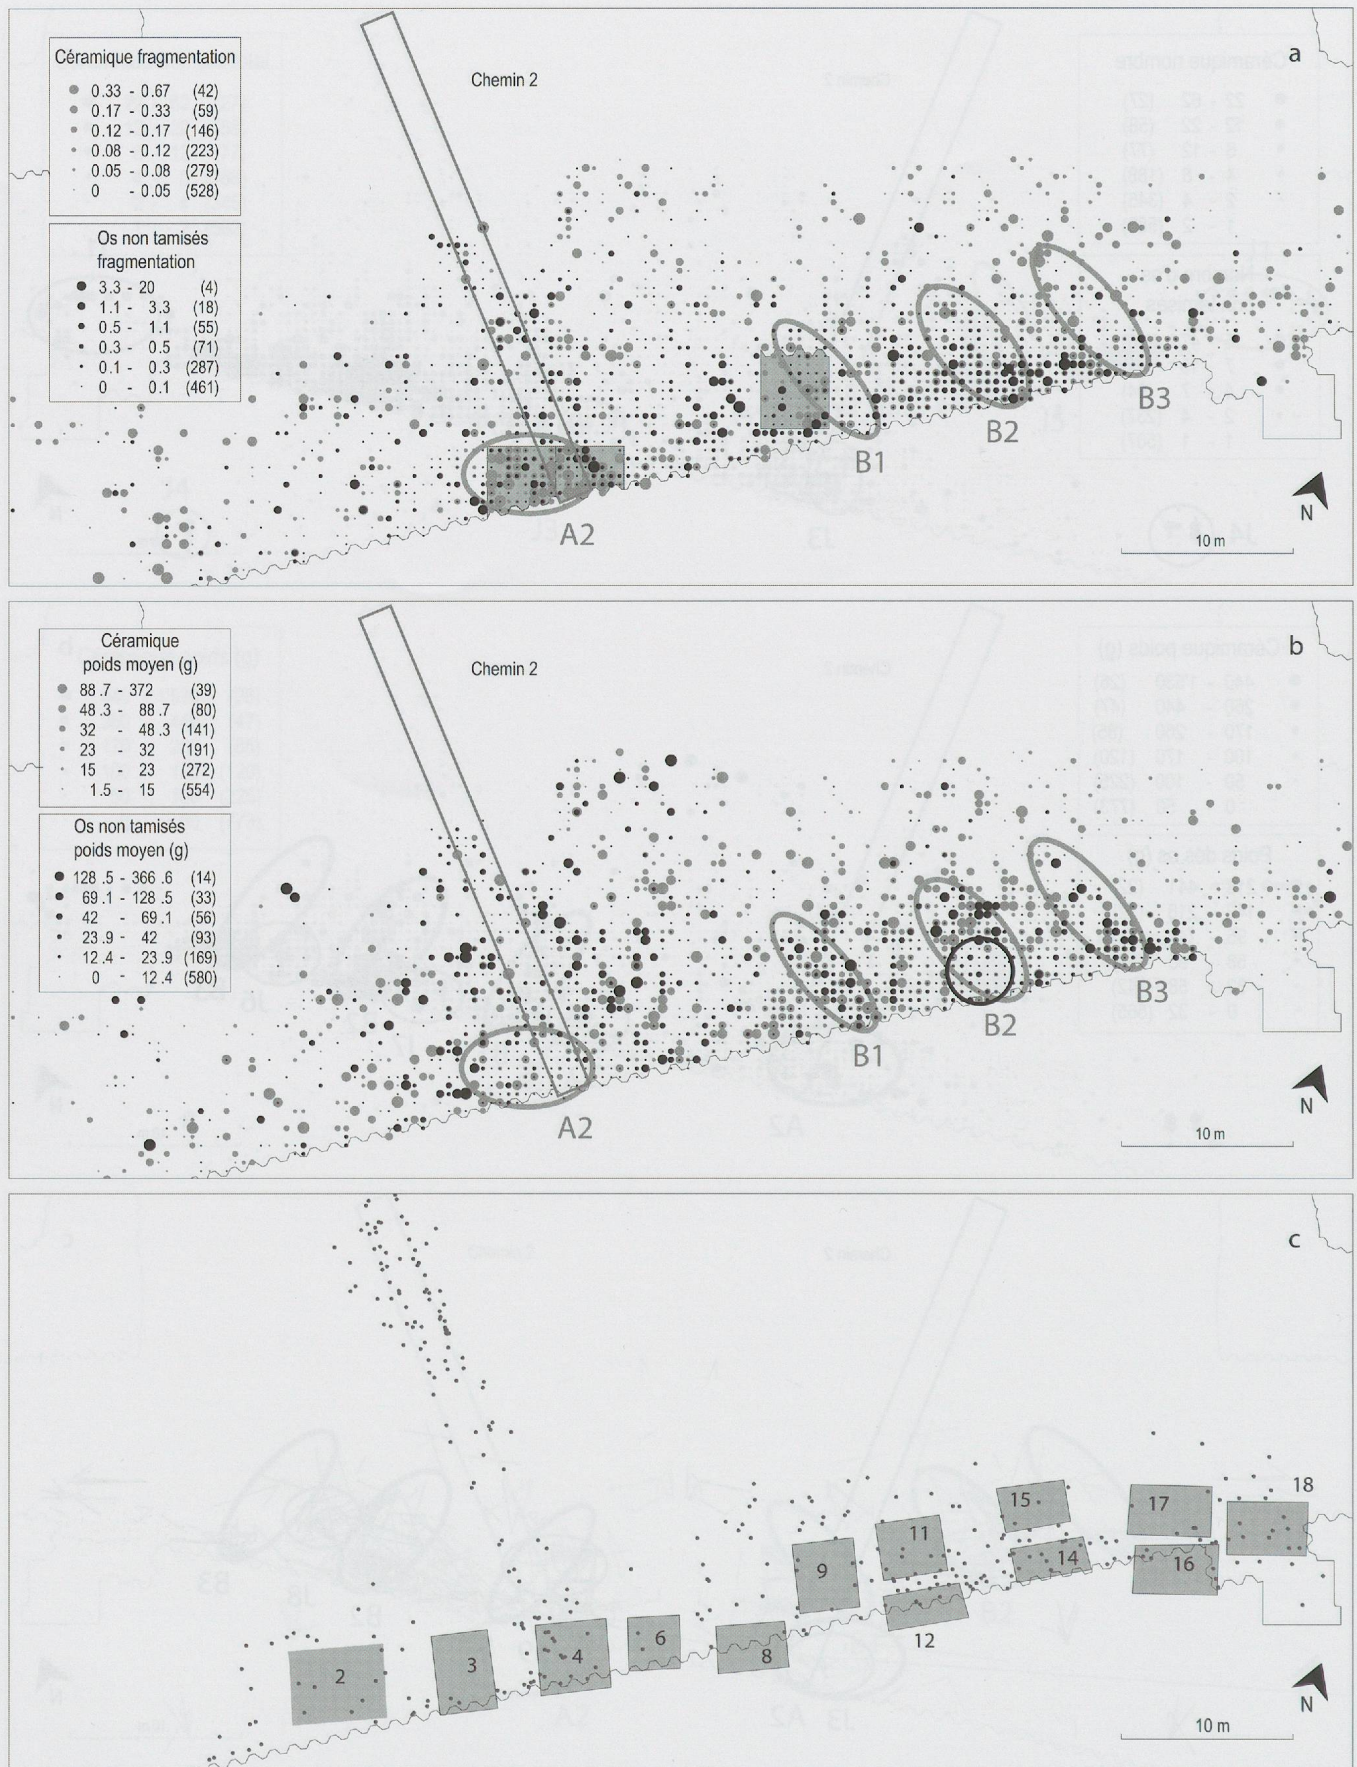 a
Céramique fragmentation
0.33 - 0.67 (42)
0.17 - 0.33 (59)
0.12 - 0.17 (146)
0.08 - 0.12 (223)
0.05 - 0.08 (279)
0 - 0.05 (528)
Os non tamisés
fragmentation
3.3 - 20 (4)
1.1 - 3.3 (18)
0.5 - 1.1 (55)
0.3 - 0.5 (71)
0.1 - 0.3 (287)
0 - 0.1 (461)
Chemin 2
B3
B2
B1
A2
N
10 m
b
Céramique
poids moyen (g)
88.7 - 372 (39)
48.3 - 88.7 (80)
32 - 48.3 (141)
23 - 32 (191)
15 - 23 (272)
1.5 - 15 (554)
Os non tamisés
poids moyen (g)
128.5 - 366.6 (14)
69.1 - 128.5 (33)
42 - 69.1 (56)
23.9 - 42 (93)
12.4 - 23.9 (169)
0 - 12.4 (580)
Chemin 2
B3
B2
B1
A2
N
10 m
c
18
15
17
11
14
16
9
12
6
8
4
3
2
N
10 m